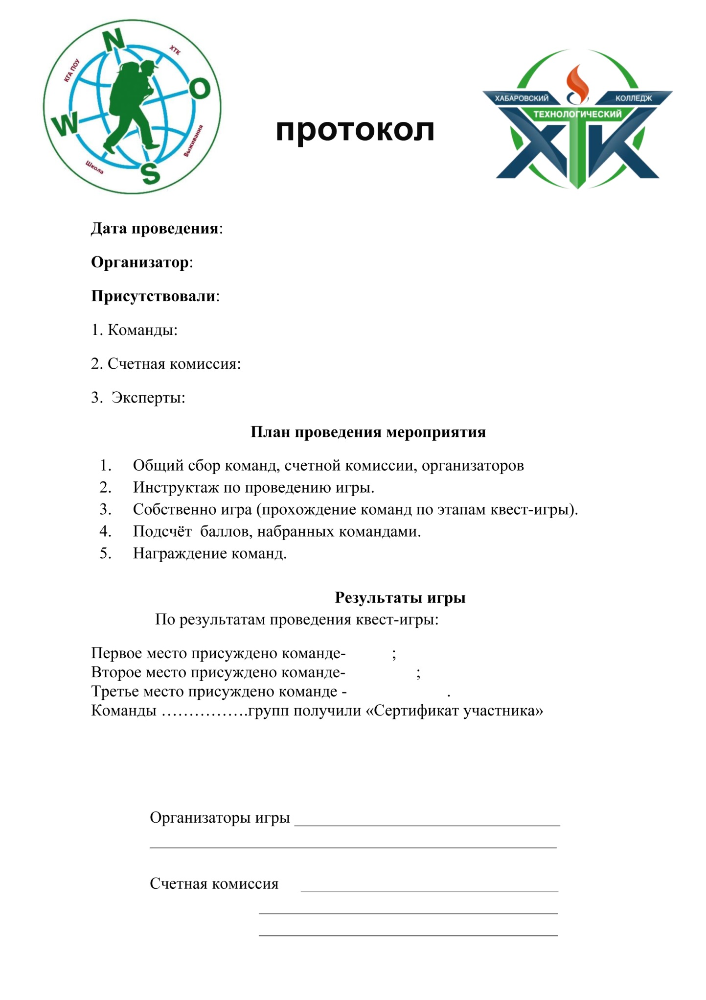 N
КГА ПОУ
ХТК
O
W
Выживания
Школа
S
протокол
ХАБАРОВСКИЙ
КОЛЛЕДЖ
ТЕХНОЛОГИЧЕСКИЙ
ХТК
Дата проведения:
Организатор:
Присутствовали:
1. Команды:
2. Счетная комиссия:
3.  Эксперты:
План проведения мероприятия
1. Общий сбор команд, счетной комиссии, организаторов
2. Инструктаж по проведению игры.
3. Собственно игра (прохождение команд по этапам квест-игры).
4. Подсчёт  баллов, набранных командами.
5. Награждение команд.
Результаты игры
По результатам проведения квест-игры:
Первое место присуждено команде-           ;
Второе место присуждено команде-                 ;
Третье место присуждено команде -                        .
Команды …………….групп получили «Сертификат участника»
Организаторы игры ________________________________
_________________________________________________
Счетная комиссия     _______________________________
____________________________________
____________________________________